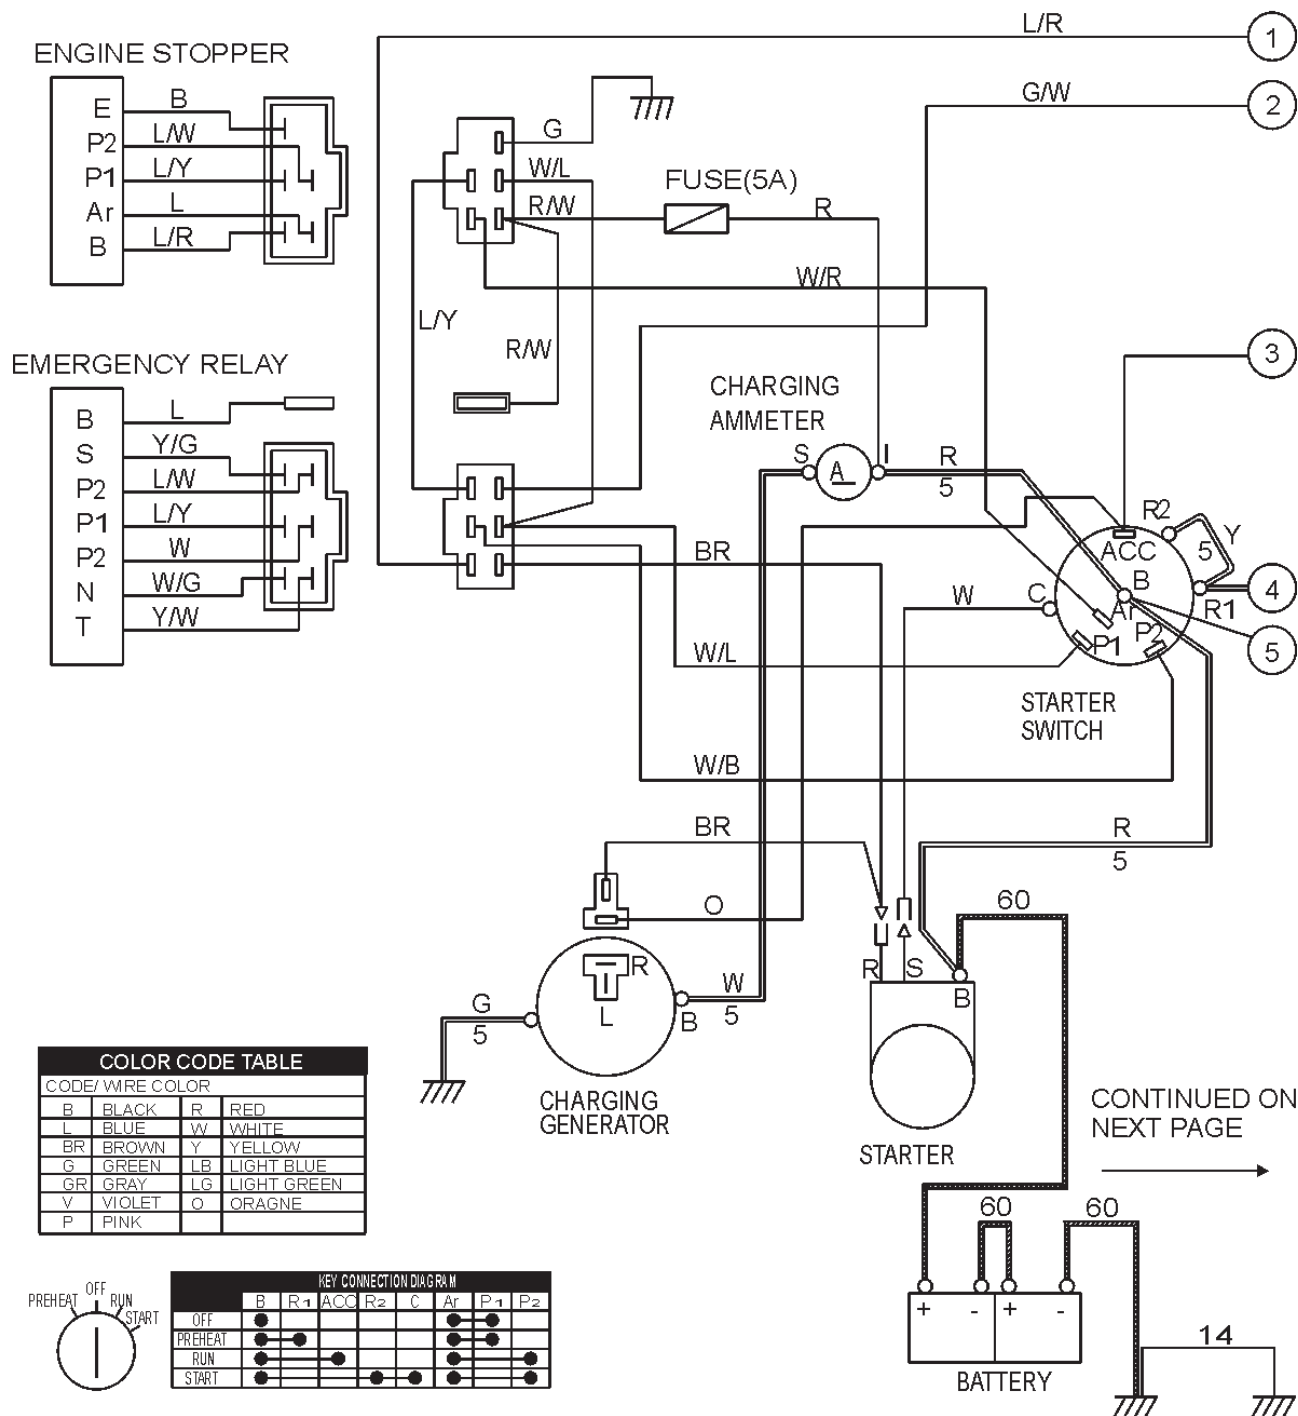 L/R
1
ENGINE STOPPER
E B
P2 L/W
P1 L/Y
Ar L
B L/R
G/W
2
G
W/L
FUSE(5A)
R/W
R
W/R
L/Y
R/W
3
EMERGENCY RELAY
B L
S Y/G
P2 L/W
P1 L/Y
P2 W
N W/G
T Y/W
CHARGING
AMMETER
S
A
I
R
5
R2
ACC
5
Y
BR
B
4
W
C
Ar
R1
P1
P2
5
W/L
STARTER
SWITCH
W/B
BR
R
5
O
60
R
S
B
R
L
W
5
B
G
5
CHARGING
GENERATOR
STARTER
CONTINUED ON
NEXT PAGE
COLOR CODE TABLE
CODE/ WIRE COLOR
B BLACK R RED
L BLUE W WHITE
BR BROWN Y YELLOW
G GREEN LB LIGHT BLUE
GR GRAY LG LIGHT GREEN
V VIOLET O ORAGNE
P PINK
60
60
+ - + -
BATTERY
14
PREHEAT
OFF
RUN
START
KEY CONNECTION DIAGRAM
B R1 ACC R2 C Ar P1 P2
OFF
PREHEAT
RUN
START